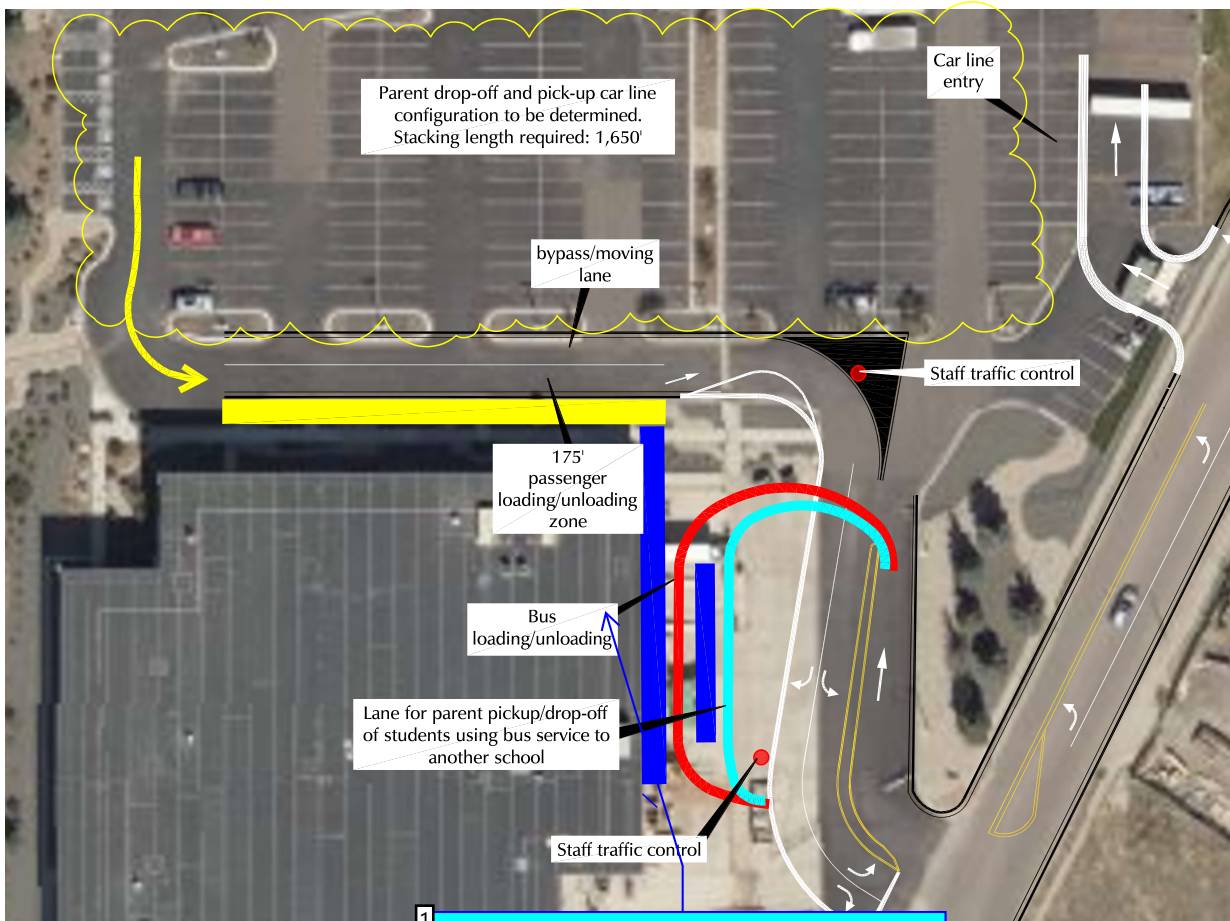 Parent drop-off and pick-up car line
configuration to be determined.
Stacking length required: 1,650'
Car line
entry
bypass/moving
lane
Staff traffic control
175'
passenger
loading/unloading
zone
Bus
loading/unloading
Lane for parent pickup/drop-off
of students using bus service to
another school
Staff traffic control
1